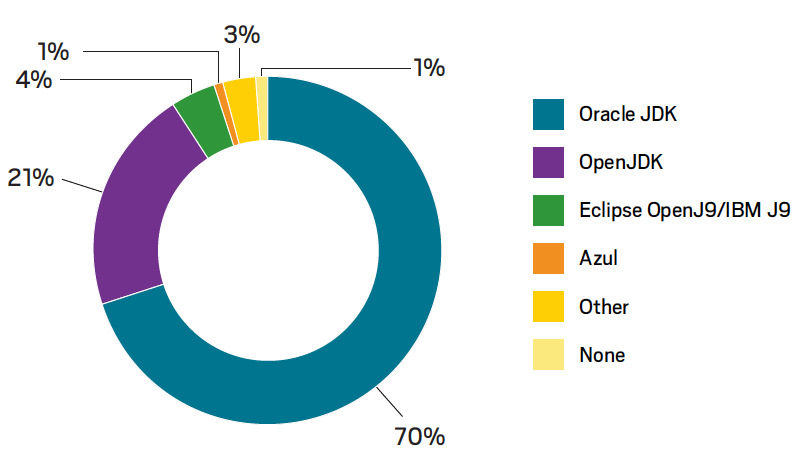 3%
1%
1%
4%
21%
70%
Oracle JDK
OpenJDK
Eclipse OpenJ9/IBM J9
Azul
Other
None